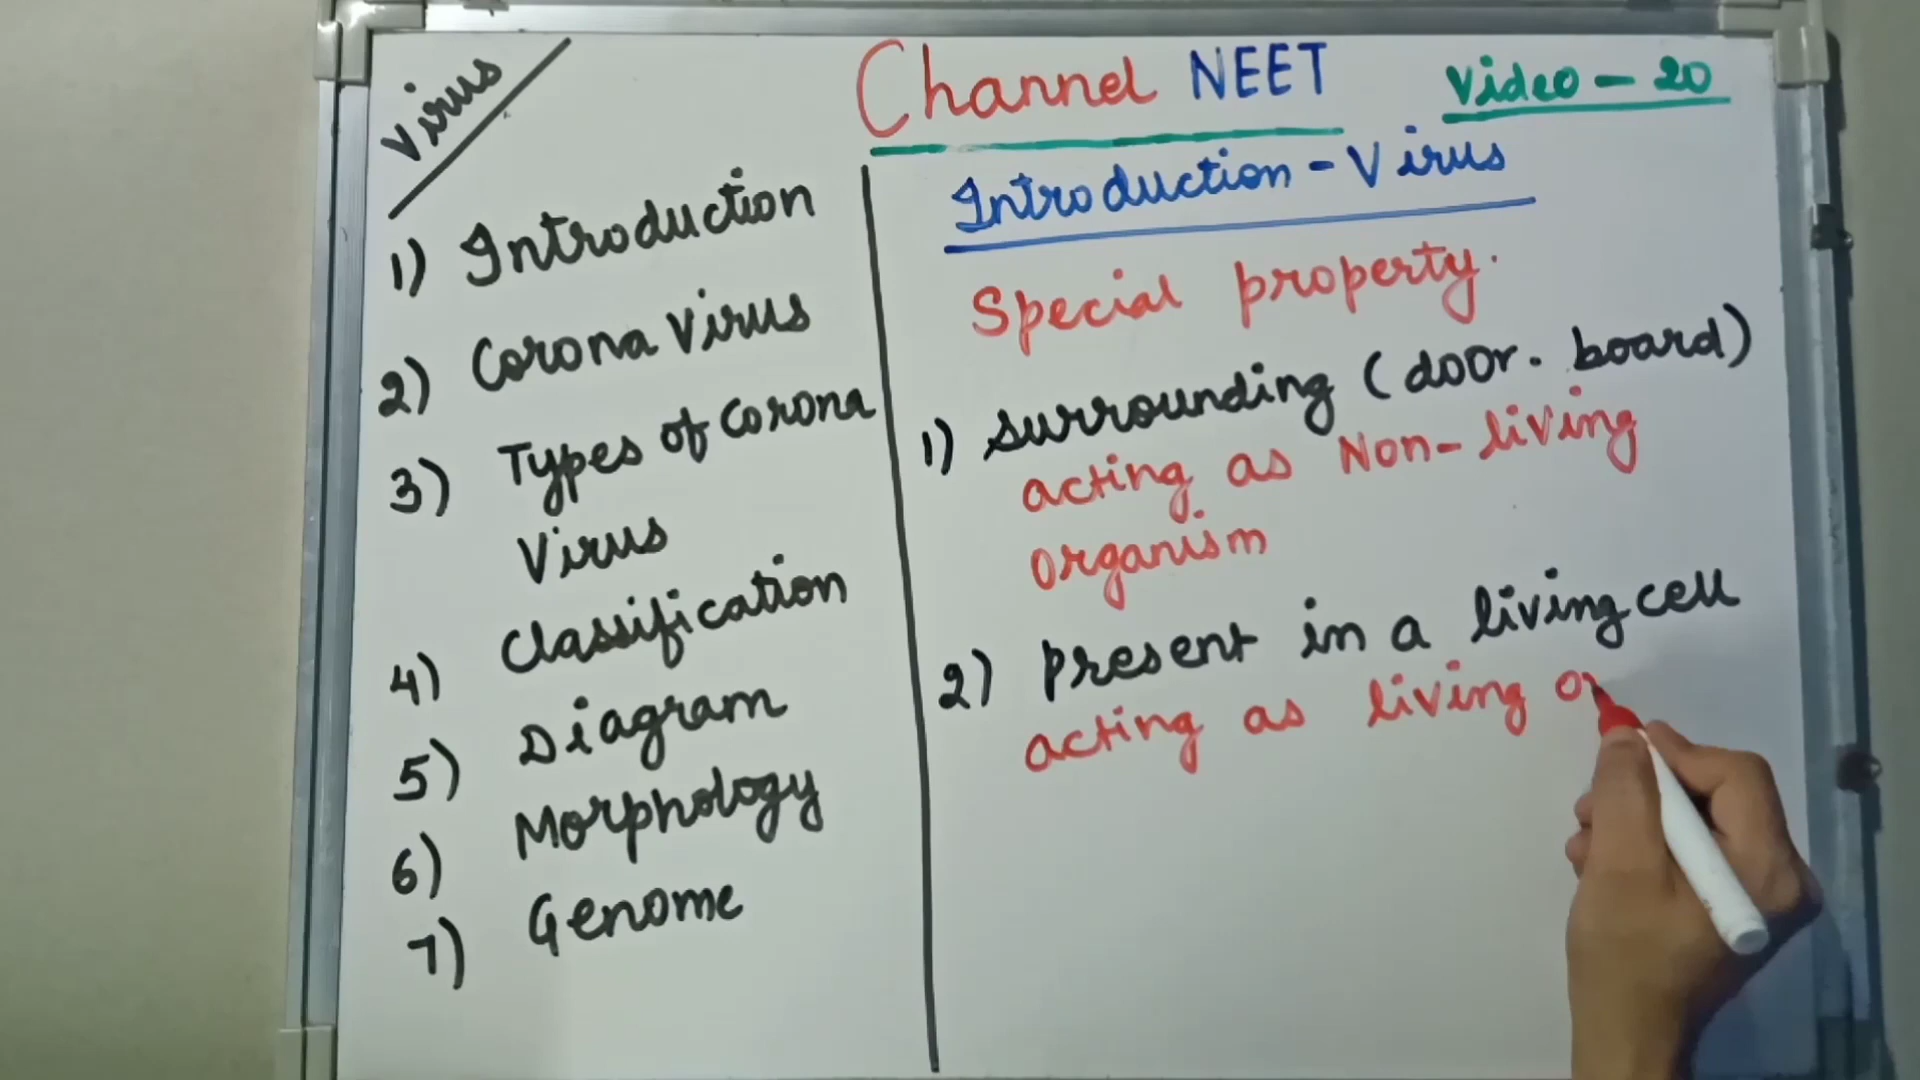 Virus
Channel NEET
Video - 20
1) Introduction
2) Corona Virus
3) Types of Corona
Virus
4) Classification
5) Diagram
6) Morphology
7) Genome
Introduction - Virus
Special property.
1) Surrounding (door. board)
acting as Non-living
organism
2) Present in a living cell
acting as living or